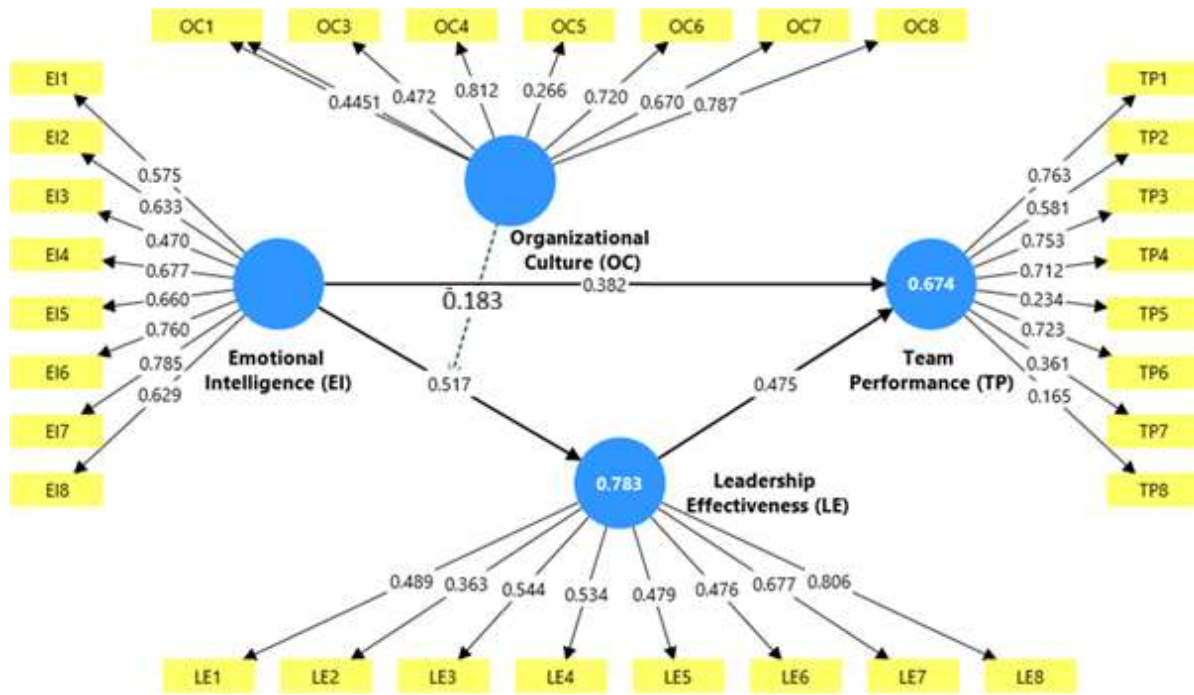 OC1 OC3 OC4 OC5 OC6 OC7 OC8
0.4451 0.472 0.812 0.266 0.720 0.670 0.787
EI1
EI2
EI3
EI4
EI5
EI6
EI7
EI8
0.575
0.633
0.470
0.677
0.660
0.760
0.785
0.629
Organizational
Culture (OC)
0.382
-0.183
Emotional
Intelligence (EI)
0.517
0.475
0.674
Team
Performance (TP)
0.763
0.581
0.753
0.712
0.234
0.723
0.361
0.165
TP1
TP2
TP3
TP4
TP5
TP6
TP7
TP8
0.783
Leadership
Effectiveness (LE)
0.489 0.363 0.544 0.534 0.479 0.476 0.677 0.806
LE1 LE2 LE3 LE4 LE5 LE6 LE7 LE8